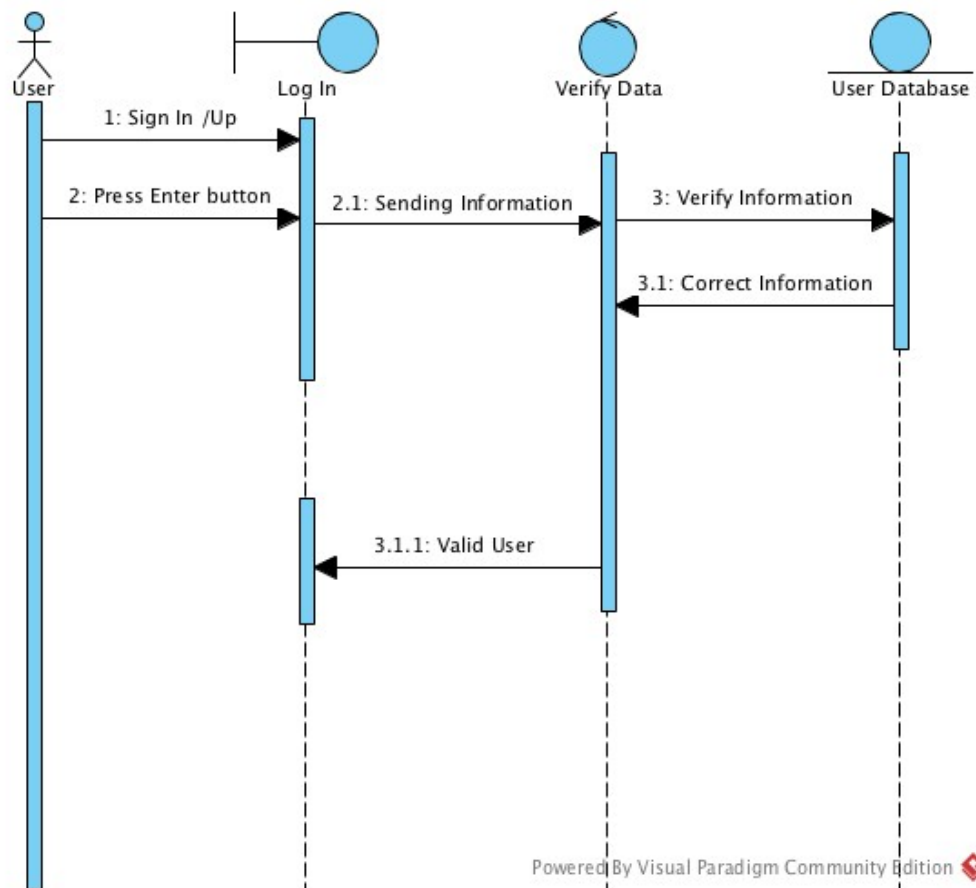 User
Log In
Verify Data
User Database
1: Sign In /Up
2: Press Enter button
2.1: Sending Information
3: Verify Information
3.1: Correct Information
3.1.1: Valid User
Powered By Visual Paradigm Community Edition